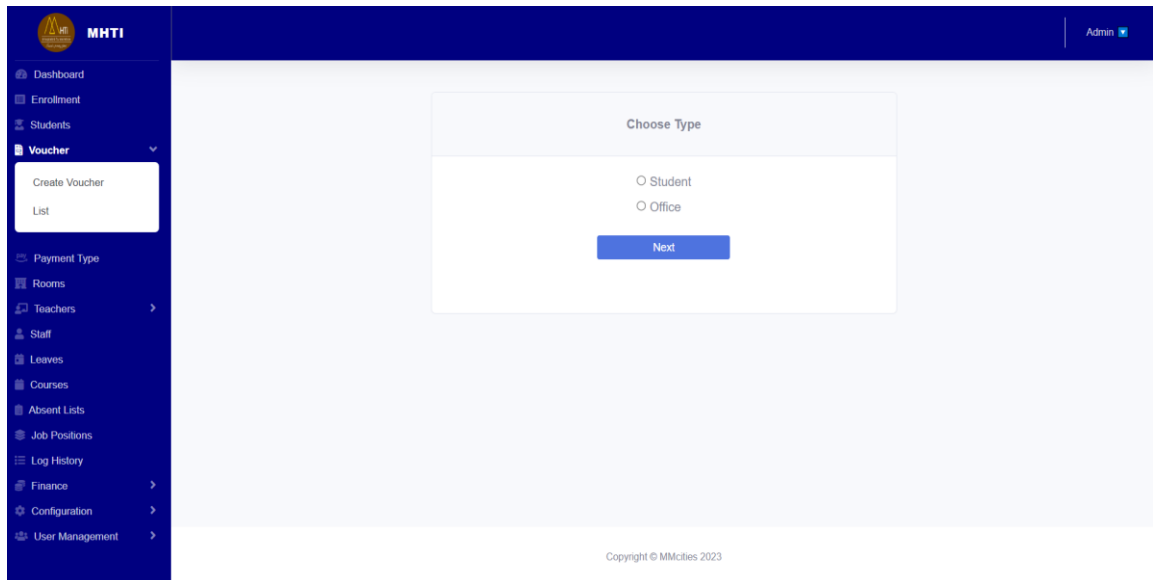 MHTI
MHTI
Admin
Dashboard
Enrollment
Students
Voucher
Create Voucher
List
Payment Type
Rooms
Teachers
Staff
Leaves
Courses
Absent Lists
Job Positions
Log History
Finance
Configuration
User Management
Choose Type
Student
Office
Next
Copyright © MMcities 2023